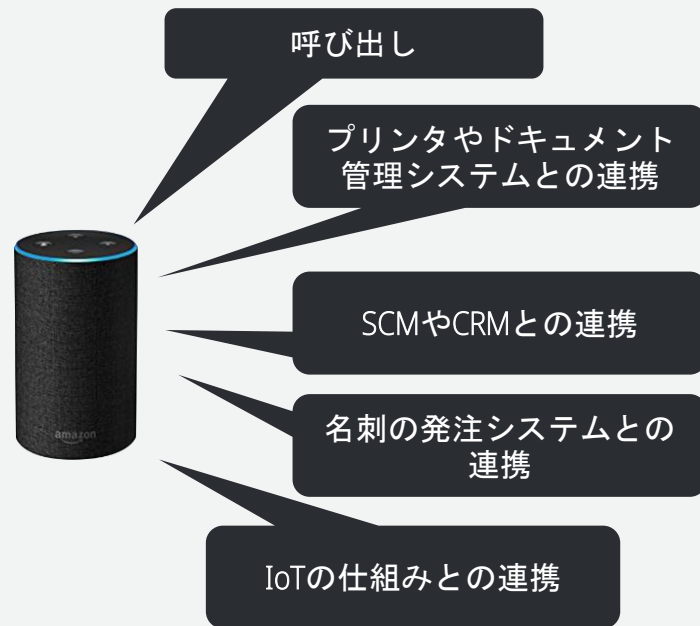 呼び出し
プリンタやドキュメント
管理システムとの連携
SCMやCRMとの連携
名刺の発注システムとの
連携
amazon
IoTの仕組みとの連携